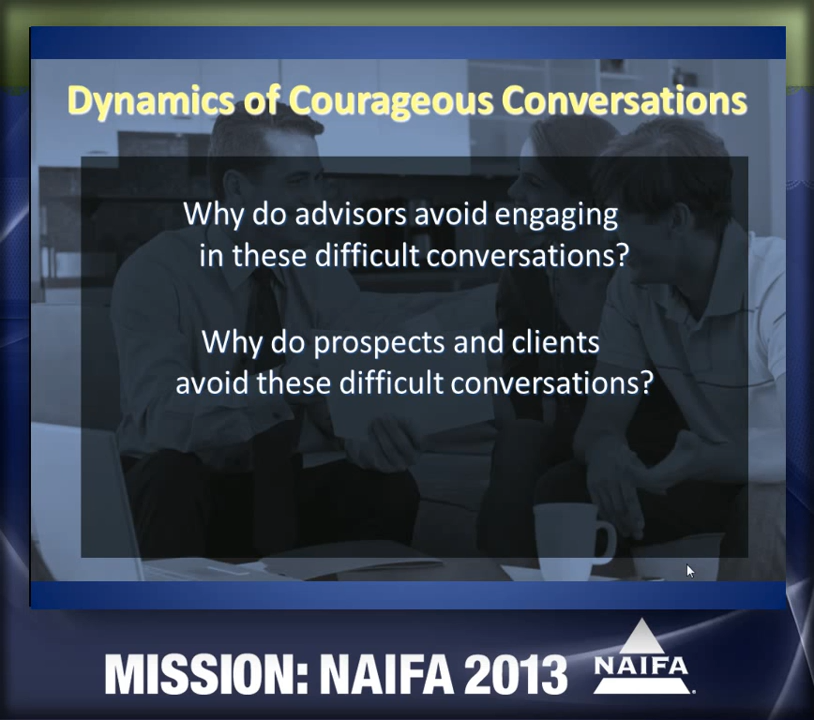 Dynamics of Courageous Conversations
Why do advisors avoid engaging
in these difficult conversations?
Why do prospects and clients
avoid these difficult conversations?
MISSION: NAIFA 2013
NAIFA